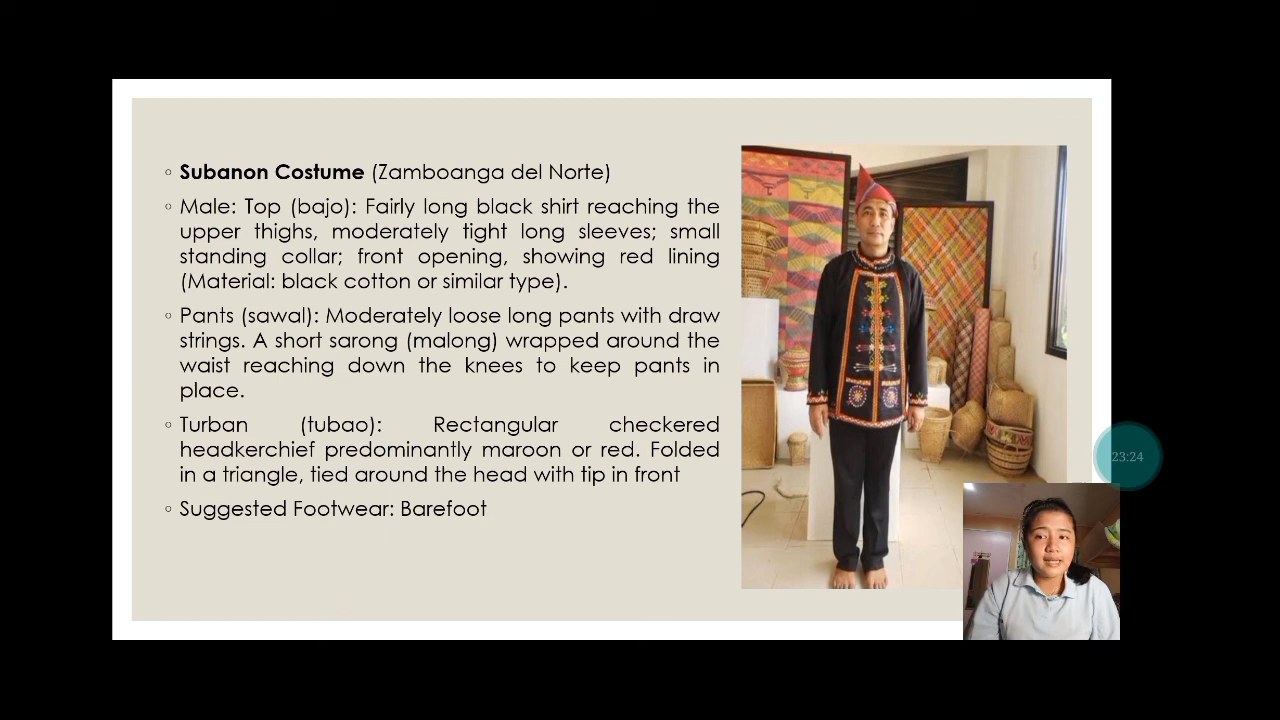 Subanon Costume (Zamboanga del Norte)
Male: Top (bajo): Fairly long black shirt reaching the
upper thighs, moderately tight long sleeves; small
standing collar; front opening, showing red lining
(Material: black cotton or similar type).
Pants (sawal): Moderately loose long pants with draw
strings. A short sarong (malong) wrapped around the
waist reaching down the knees to keep pants in
place.
Turban (tubao): Rectangular checkered
headkerchief predominantly maroon or red. Folded
in a triangle, tied around the head with tip in front
Suggested Footwear: Barefoot
23:24